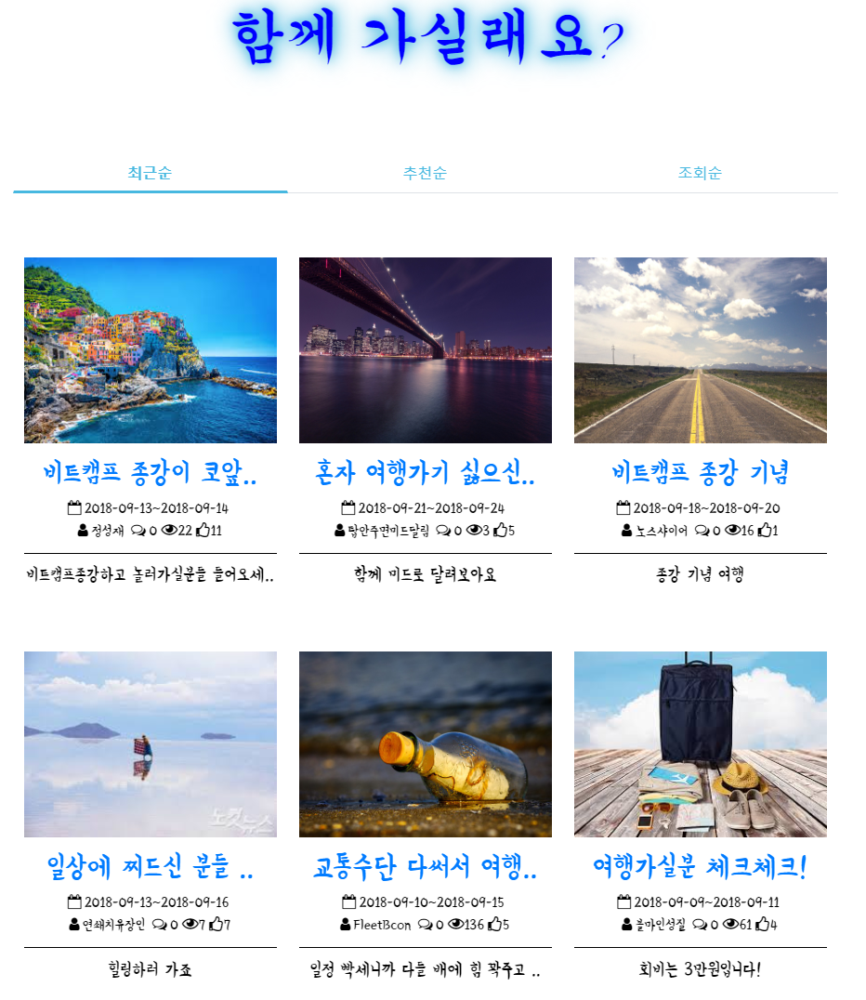 함께 가실래요?
최근순 추천순 조회순
비트캠프 종강이 코앞..
2018-09-13~2018-09-14
정성재 0 22 11
비트캠프종강하고 놀러가실분들 들어오세..
혼자 여행가기 싫으신..
2018-09-21~2018-09-24
탐안주면미드달림 0 3 5
함께 미드로 달려보아요
비트캠프 종강 기념
2018-09-18~2018-09-20
노스샤이어 0 16 1
종강 기념 여행
노컷뉴스
일상에 찌드신 분들 ..
2018-09-13~2018-09-16
연쇄치유장인 0 7 7
힐링하러 가죠
교통수단 다써서 여행..
2018-09-10~2018-09-15
FleetBcon 0 136 5
일정 빡세니까 다들 배에 힘 꽉주고 ..
여행가실분 체크체크!
2018-09-09~2018-09-11
불마인성질 0 61 4
회비는 3만원입니다!